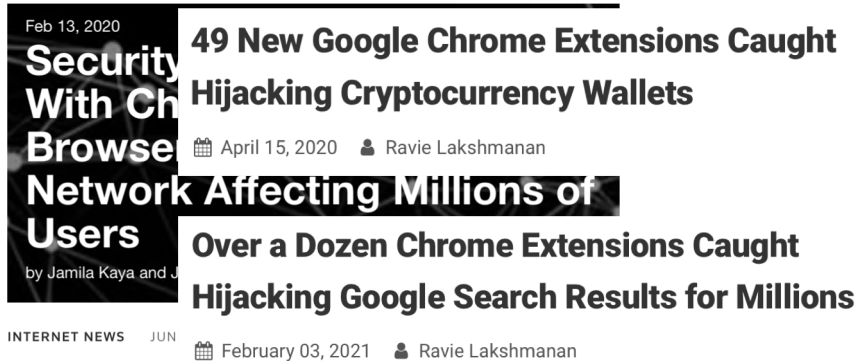 Feb 13, 2020
Security
With Ch
Browse
Network Affecting Millions of
Users
by Jamila Kaya and J
INTERNET NEWS JUN
49 New Google Chrome Extensions Caught
Hijacking Cryptocurrency Wallets
April 15, 2020 Ravie Lakshmanan
Over a Dozen Chrome Extensions Caught
Hijacking Google Search Results for Millions
February 03, 2021 Ravie Lakshmanan